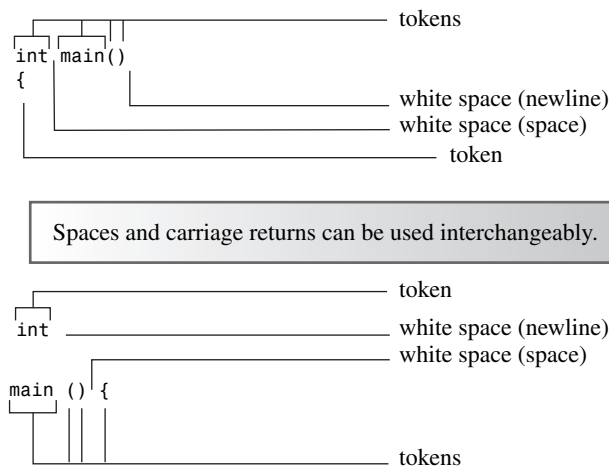 tokens
int main()
{
white space (newline)
white space (space)
token
Spaces and carriage returns can be used interchangeably.
token
int
white space (newline)
white space (space)
main () {
tokens